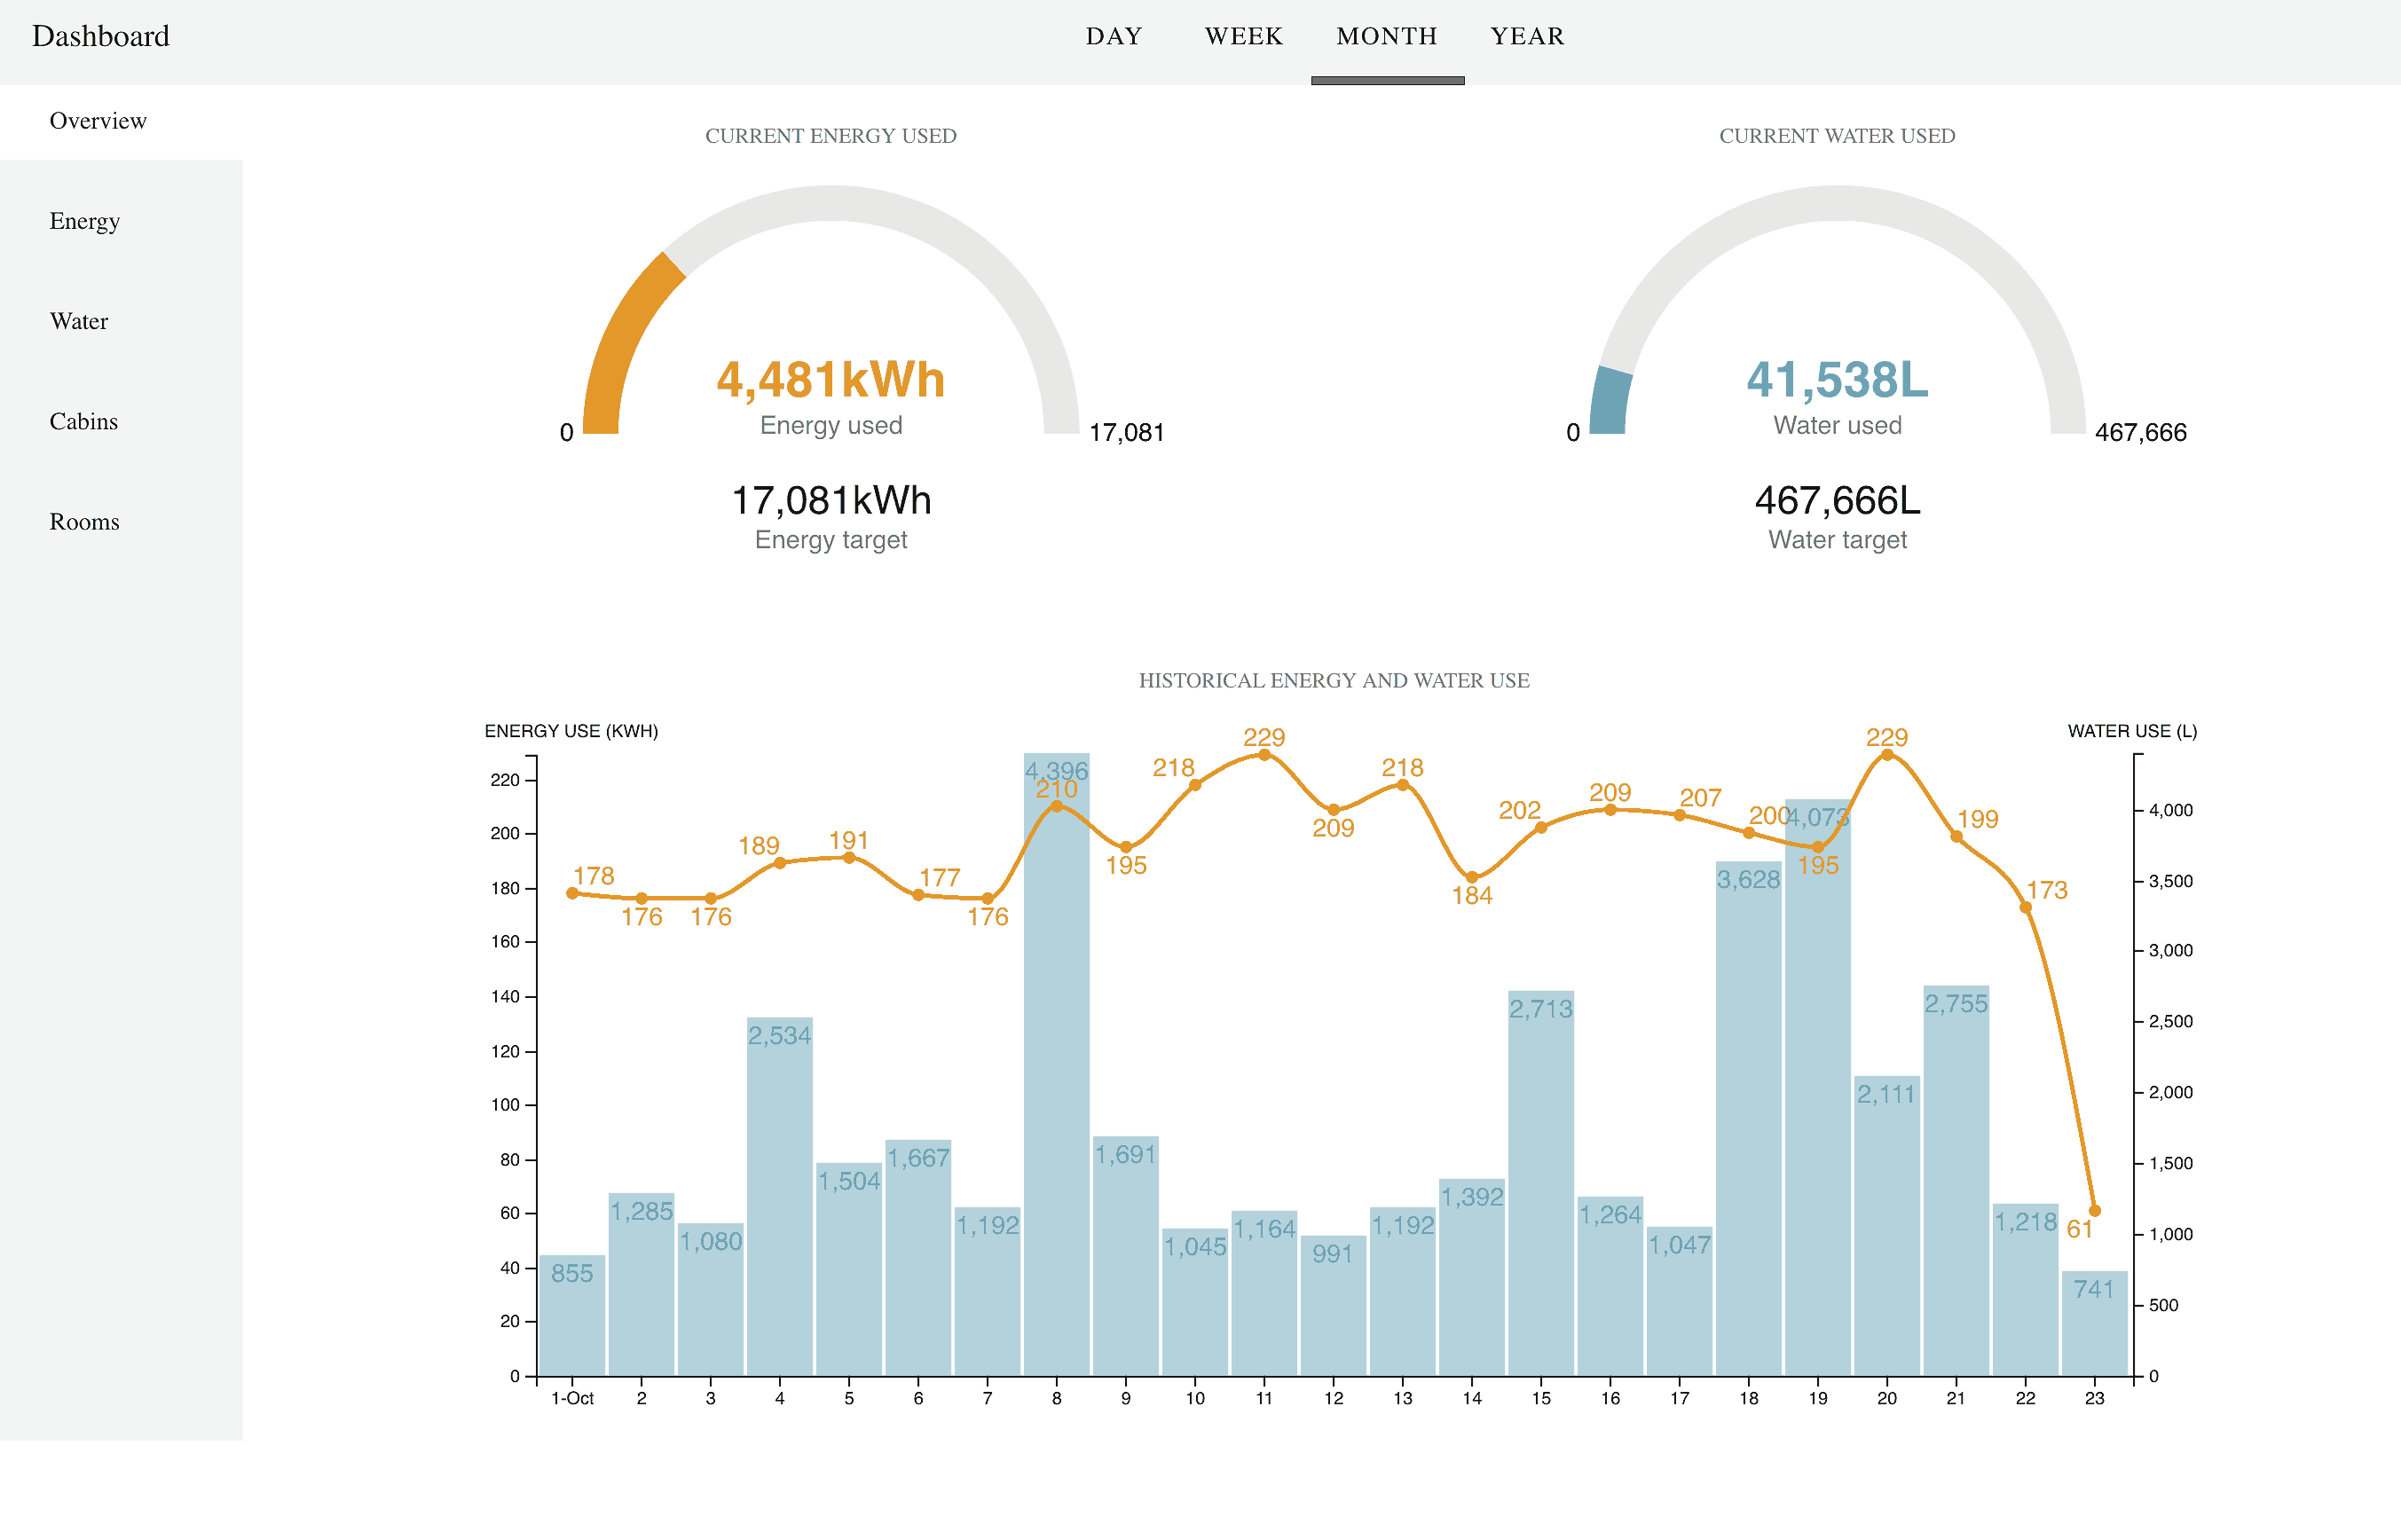 Dashboard
DAY WEEK MONTH YEAR
Overview
Energy
Water
Cabins
Rooms
CURRENT ENERGY USED
4,481kWh
Energy used
0 17,081
17,081kWh
Energy target
CURRENT WATER USED
41,538L
Water used
0 467,666
467,666L
Water target
HISTORICAL ENERGY AND WATER USE
ENERGY USE (KWH)
220
200
180
160
140
120
100
80
60
40
20
0
WATER USE (L)
4,000
3,500
3,000
2,500
2,000
1,500
1,000
500
0
178 176 176 189 191 177 176 210 195 218 229 209 218 184 202 209 207 200 195 229 199 173 61
855 1,285 1,080 2,534 1,504 1,667 1,192 4,396 1,691 1,045 1,164 991 1,192 1,392 2,713 1,264 1,047 3,628 4,073 2,111 2,755 1,218 741
1-Oct 2 3 4 5 6 7 8 9 10 11 12 13 14 15 16 17 18 19 20 21 22 23